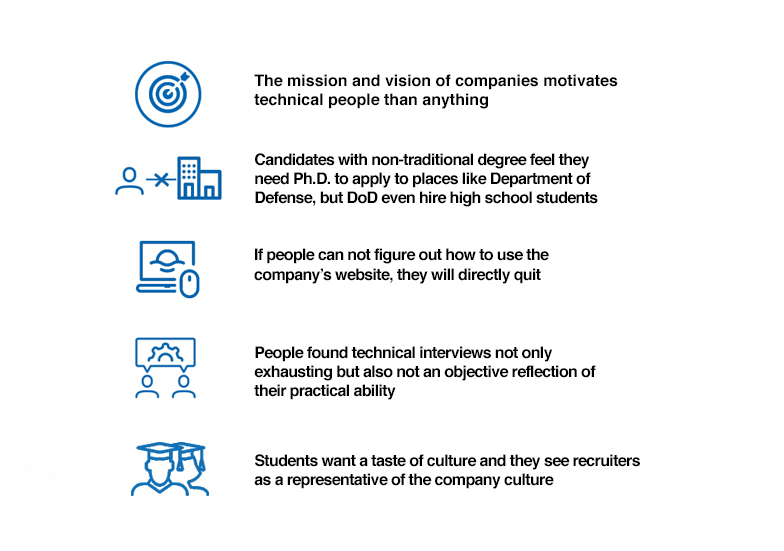 The mission and vision of companies motivates
technical people than anything
Candidates with non-traditional degree feel they
need Ph.D. to apply to places like Department of
Defense, but DoD even hire high school students
If people can not figure out how to use the
company’s website, they will directly quit
People found technical interviews not only
exhausting but also not an objective reflection of
their practical ability
Students want a taste of culture and they see recruiters
as a representative of the company culture